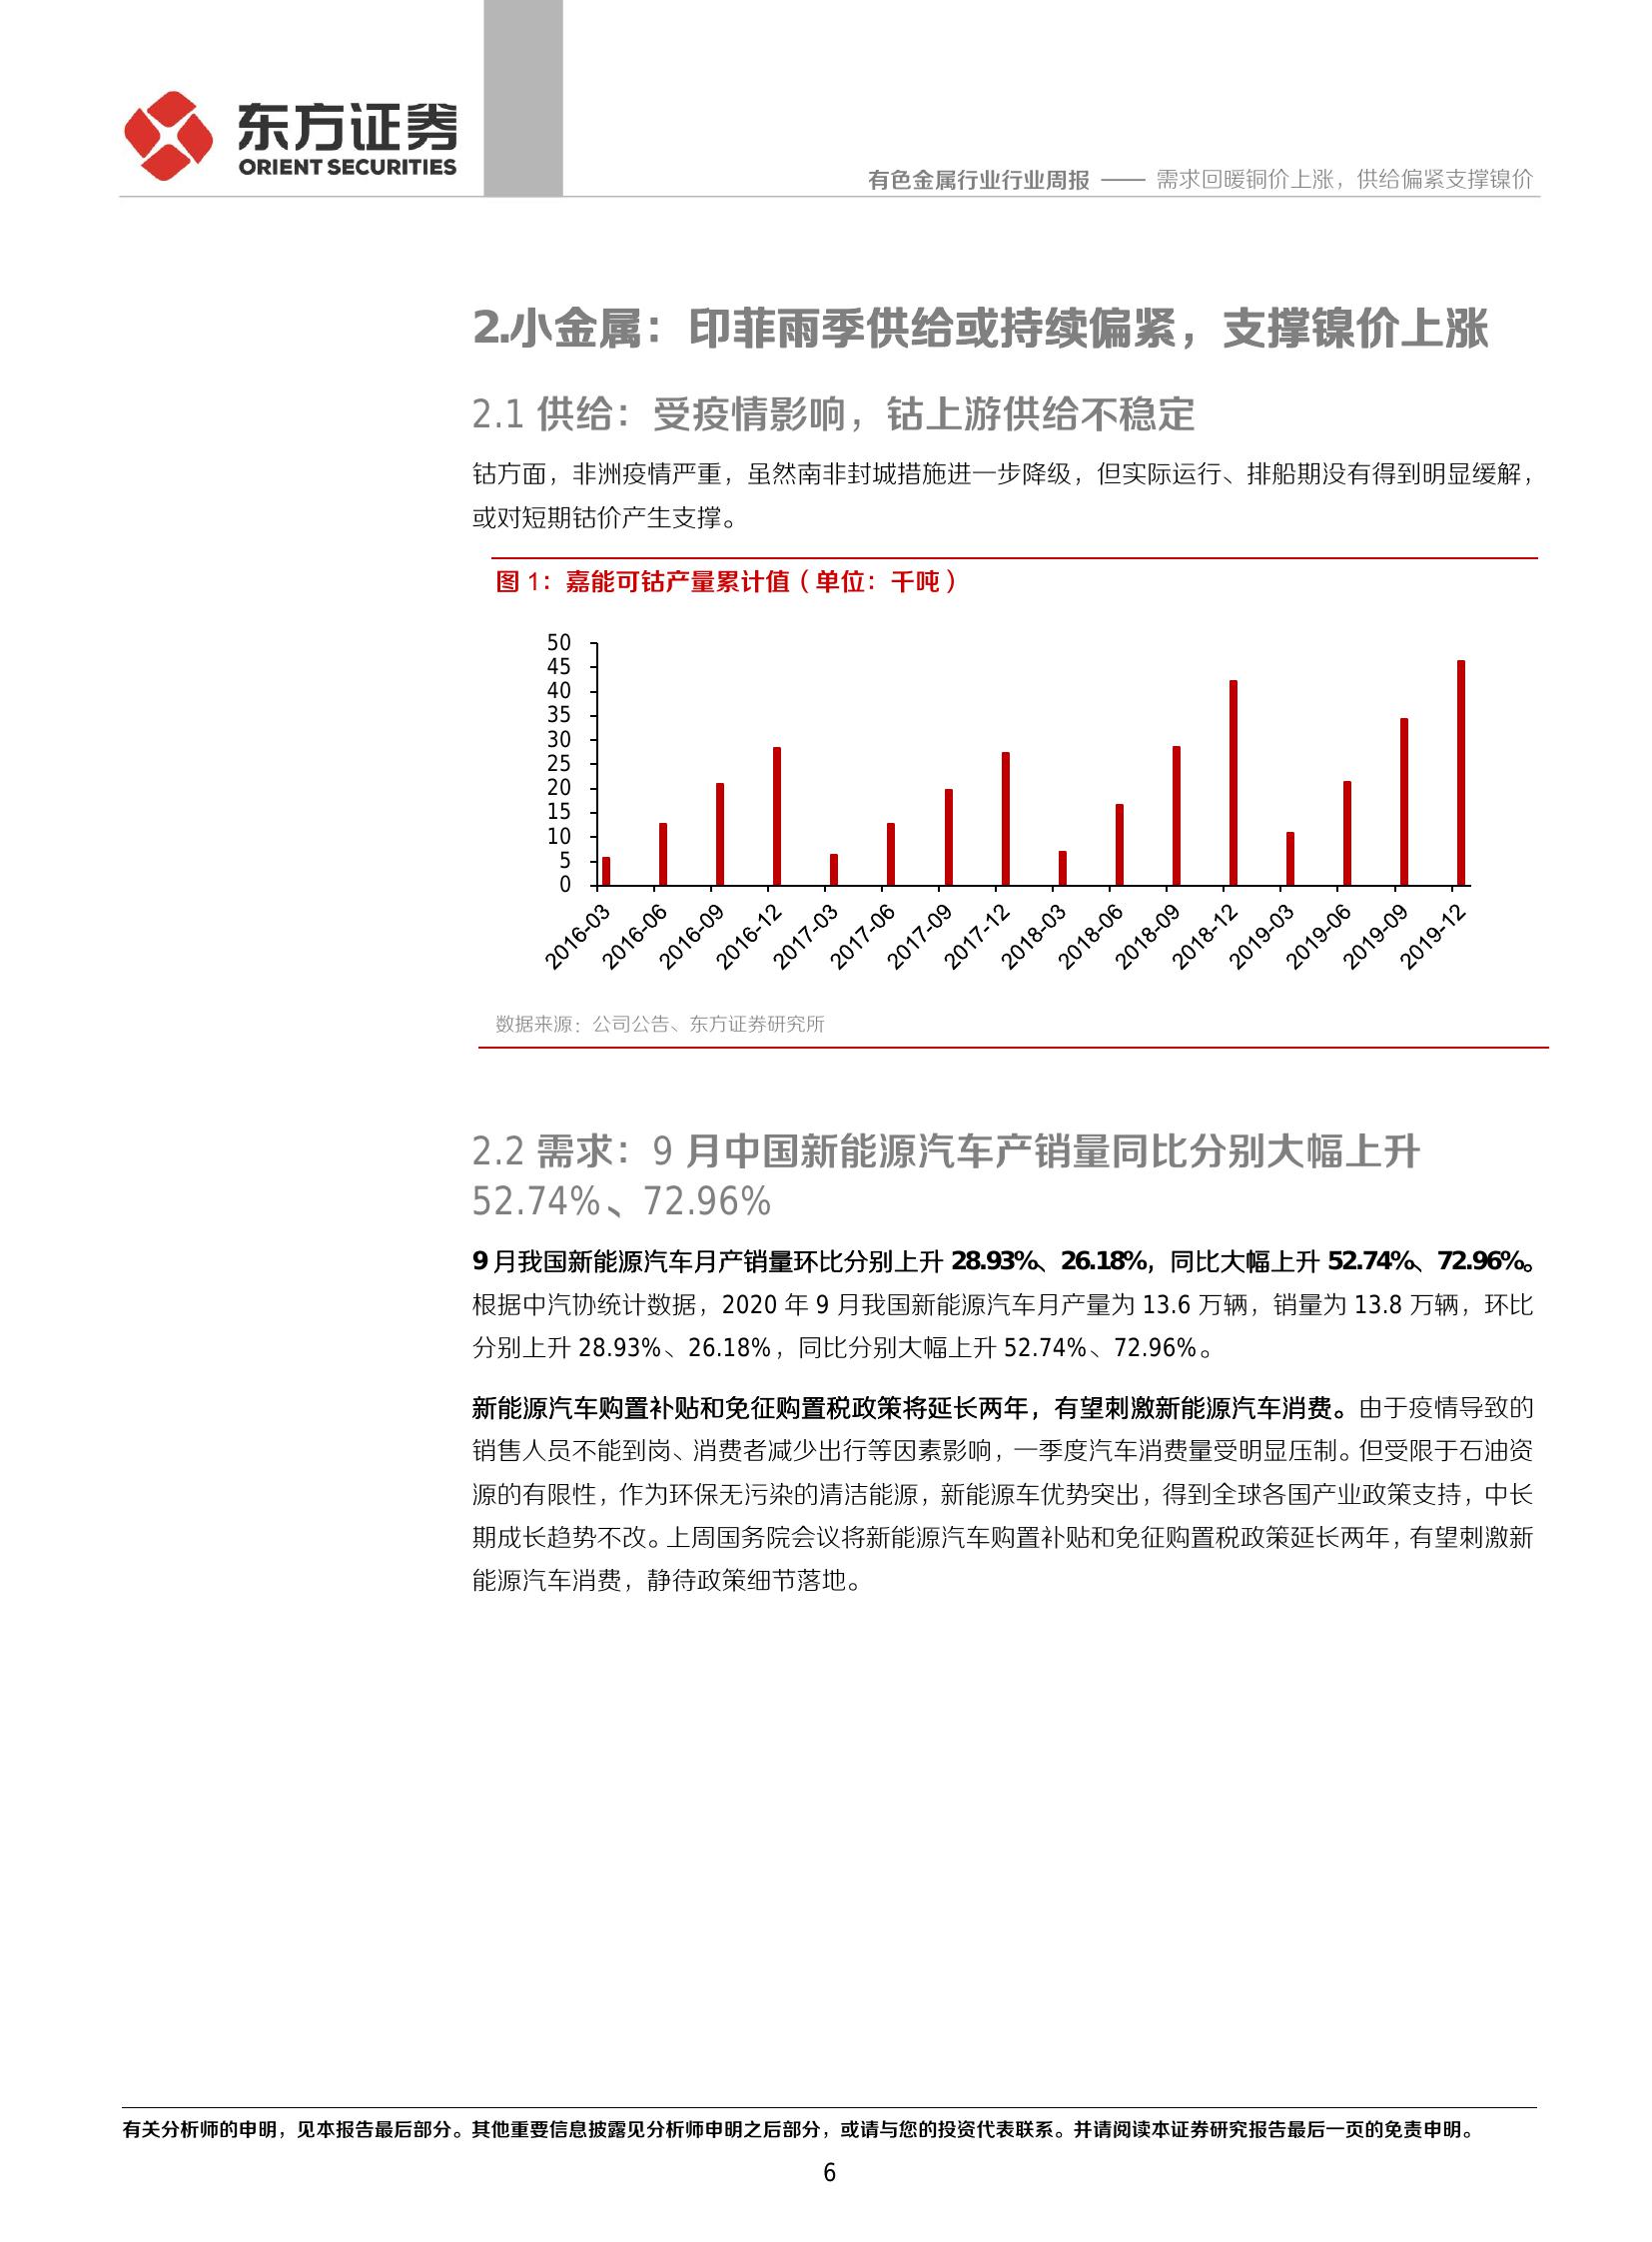 东方证券
ORIENT SECURITIES
有色金属行业行业周报 —— 需求回暖铜价上涨，供给偏紧支撑镍价
2.小金属：印菲雨季供给或持续偏紧，支撑镍价上涨
2.1 供给：受疫情影响，钴上游供给不稳定
钴方面，非洲疫情严重，虽然南非封城措施进一步降级，但实际运行、排船期没有得到明显缓解，
或对短期钴价产生支撑。
图 1：嘉能可钴产量累计值（单位：千吨）
50
45
40
35
30
25
20
15
10
5
0
2016-03
2016-06
2016-09
2016-12
2017-03
2017-06
2017-09
2017-12
2018-03
2018-06
2018-09
2018-12
2019-03
2019-06
2019-09
2019-12
数据来源：公司公告、东方证券研究所
2.2 需求：9 月中国新能源汽车产销量同比分别大幅上升
52.74%、72.96%
9 月我国新能源汽车月产销量环比分别上升 28.93%、26.18%，同比大幅上升 52.74%、72.96%。
根据中汽协统计数据，2020 年 9 月我国新能源汽车月产量为 13.6 万辆，销量为 13.8 万辆，环比
分别上升 28.93%、26.18%，同比分别大幅上升 52.74%、72.96%。
新能源汽车购置补贴和免征购置税政策将延长两年，有望刺激新能源汽车消费。由于疫情导致的
销售人员不能到岗、消费者减少出行等因素影响，一季度汽车消费量受明显压制。但受限于石油资
源的有限性，作为环保无污染的清洁能源，新能源车优势突出，得到全球各国产业政策支持，中长
期成长趋势不改。上周国务院会议将新能源汽车购置补贴和免征购置税政策延长两年，有望刺激新
能源汽车消费，静待政策细节落地。
有关分析师的申明，见本报告最后部分。其他重要信息披露见分析师申明之后部分，或请与您的投资代表联系。并请阅读本证券研究报告最后一页的免责申明。
6